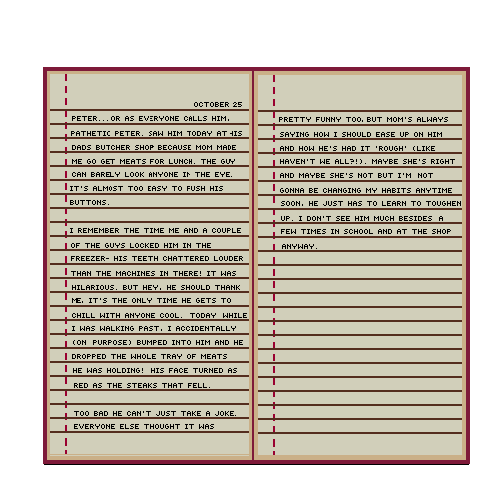 OCTOBER 25
PETER...OR AS EVERYONE CALLS HIM,
PATHETIC PETER. SAW HIM TODAY AT HIS
DADS BUTCHER SHOP BECAUSE MOM MADE
ME GO GET MEATS FOR LUNCH. THE GUY
CAN BARELY LOOK ANYONE IN THE EYE.
IT'S ALMOST TOO EASY TO PUSH HIS
BUTTONS.
I REMEMBER THE TIME ME AND A COUPLE
OF THE GUYS LOCKED HIM IN THE
FREEZER- HIS TEETH CHATTERED LOUDER
THAN THE MACHINES IN THERE! IT WAS
HILARIOUS. BUT HEY, HE SHOULD THANK
ME, IT'S THE ONLY TIME HE GETS TO
CHILL WITH ANYONE COOL. TODAY WHILE
I WAS WALKING PAST, I ACCIDENTALLY
(ON PURPOSE) BUMPED INTO HIM AND HE
DROPPED THE WHOLE TRAY OF MEATS
HE WAS HOLDING! HIS FACE TURNED AS
RED AS THE STEAKS THAT FELL.
TOO BAD HE CAN'T JUST TAKE A JOKE.
EVERYONE ELSE THOUGHT IT WAS
PRETTY FUNNY TOO, BUT MOM'S ALWAYS
SAYING HOW I SHOULD EASE UP ON HIM
AND HOW HE'S HAD IT 'ROUGH' (LIKE
HAVEN'T WE ALL?!). MAYBE SHE'S RIGHT
AND MAYBE SHE'S NOT BUT I'M NOT
GONNA BE CHANGING MY HABITS ANYTIME
SOON. HE JUST HAS TO LEARN TO TOUGHEN
UP. I DON'T SEE HIM MUCH BESIDES A
FEW TIMES IN SCHOOL AND AT THE SHOP
ANYWAY.